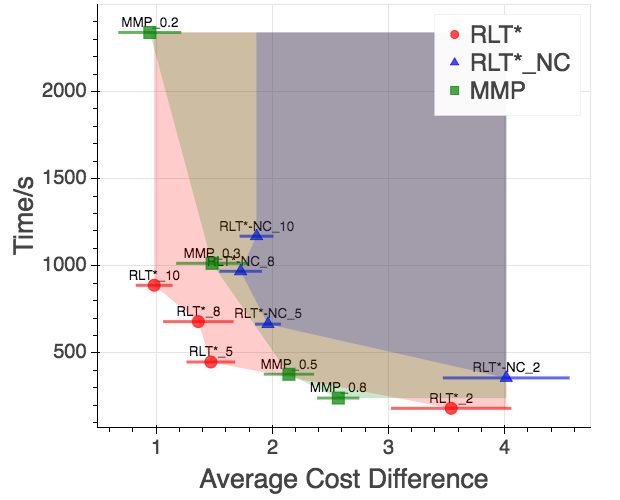 MMP_0.2
RLT*
RLT*_NC
MMP
2000
1500
1000
500
Time/s
RLT*-NC_10
MMP_0.3
RLT*-NC_8
RLT*_10
RLT*_8
RLT*-NC_5
RLT*_5
MMP_0.5
RLT*-NC_2
MMP_0.8
RLT*_2
1
2
3
4
Average Cost Difference